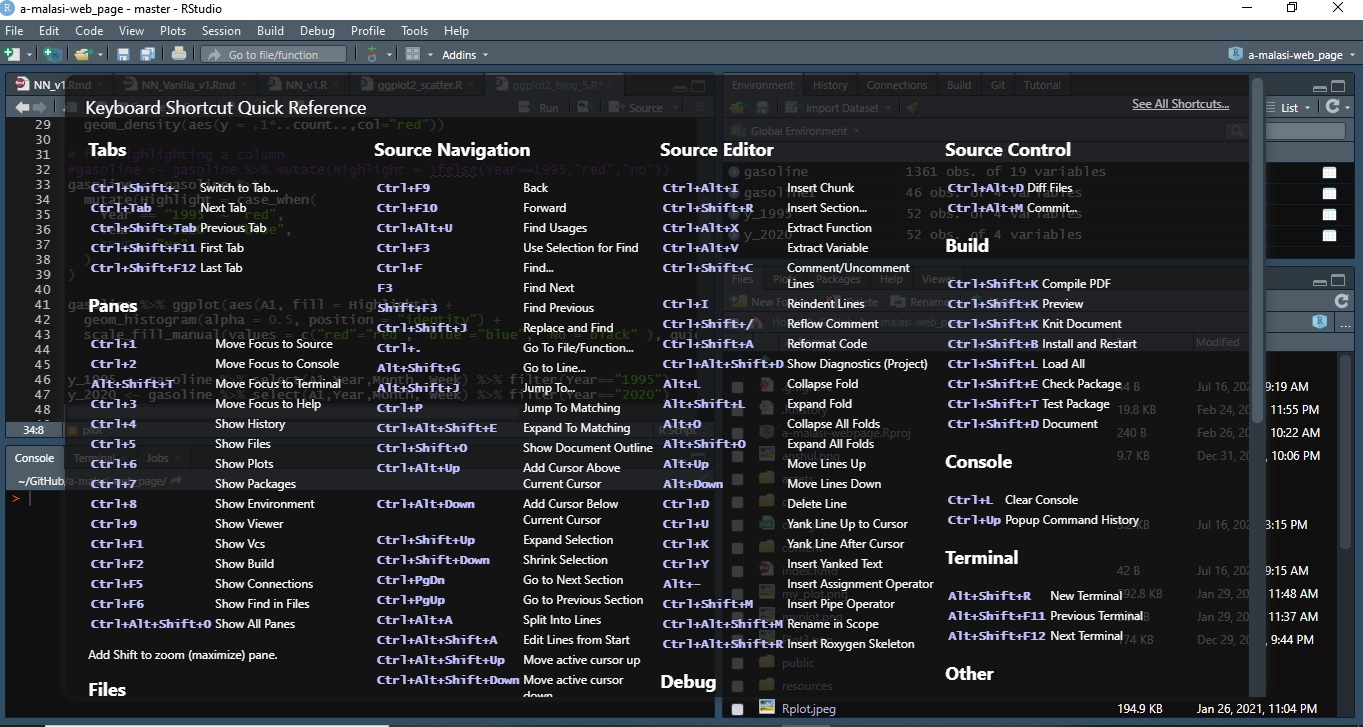 a-malasi-web_page - master - RStudio
File Edit Code View Plots Session Build Debug Profile Tools Help
Go to file/function Addins a-malasi-web_page
NN_v1.Rmd NN_Vanilla_v1.Rmd NN_v1.R ggplot2_scatter.R ggplot2_blog_5.R*
Environment History Connections Build Git Tutorial
Run Source Import Dataset List
Keyboard Shortcut Quick Reference
See All Shortcuts...
Global Environment
29 geom_density(aes(y = .1*..count..,col="red"))
30
31 highlighting a column
32 #gasoline <- gasoline %>% mutate(Highlight = ifelse(Year==1995,"red","no"))
33
34 mutate(Highlight = case_when(
35 Year == "1995" ~ "red",
36
37
38 )
39 )
40
41 %>% ggplot(aes(A1, fill = Highlight)) +
42 geom_histogram(alpha = 0.5, position = "identity") +
43 scale_fill_manual(values = c("red"="red", "blue"="blue", "No"="black" ), guide
44
45
46 y_1995 <- gasoline %>% select(A1,Year,Month, Week) %>% filter(Year=="1995")
47 y_2020 <- gasoline %>% select(A1,Year,Month, Week) %>% filter(Year=="2020")
48
34:8
Console Terminal Jobs
~/GitHub/a-malasi-web_page/
>
Tabs
Ctrl+Shift+. Switch to Tab...
Ctrl+Tab Next Tab
Ctrl+Shift+Tab Previous Tab
Ctrl+Shift+F11 First Tab
Ctrl+Shift+F12 Last Tab
Panes
Ctrl+1 Move Focus to Source
Ctrl+2 Move Focus to Console
Alt+Shift+T Move Focus to Terminal
Ctrl+3 Move Focus to Help
Ctrl+4 Show History
Ctrl+5 Show Files
Ctrl+6 Show Plots
Ctrl+7 Show Packages
Ctrl+8 Show Environment
Ctrl+9 Show Viewer
Ctrl+F1 Show Vcs
Ctrl+F2 Show Build
Ctrl+F5 Show Connections
Ctrl+F6 Show Find in Files
Ctrl+Alt+Shift+0 Show All Panes
Add Shift to zoom (maximize) pane.
Files
Source Navigation
Ctrl+F9 Back
Ctrl+F10 Forward
Ctrl+Alt+U Find Usages
Ctrl+F3 Use Selection for Find
Ctrl+F Find...
F3 Find Next
Shift+F3 Find Previous
Ctrl+Shift+J Replace and Find
Ctrl+. Go To File/Function...
Alt+Shift+G Go to Line...
Alt+Shift+J Jump To...
Ctrl+P Jump To Matching
Ctrl+Alt+Shift+E Expand To Matching
Ctrl+Shift+O Show Document Outline
Ctrl+Alt+Up Add Cursor Above
Current Cursor
Ctrl+Alt+Down Add Cursor Below
Current Cursor
Ctrl+Shift+Up Expand Selection
Ctrl+Shift+Down Shrink Selection
Ctrl+PgDn Go to Next Section
Ctrl+PgUp Go to Previous Section
Ctrl+Alt+A Split Into Lines
Ctrl+Alt+Shift+A Edit Lines from Start
Ctrl+Alt+Shift+Up Move active cursor up
Ctrl+Alt+Shift+Down Move active cursor
down
Source Editor
Ctrl+Alt+I Insert Chunk
Ctrl+Shift+R Insert Section...
Ctrl+Alt+X Extract Function
Ctrl+Alt+V Extract Variable
Ctrl+Shift+C Comment/Uncomment
Lines
Ctrl+I Reindent Lines
Ctrl+Shift+/ Reflow Comment
Ctrl+Shift+A Reformat Code
Ctrl+Alt+Shift+D Show Diagnostics (Project)
Alt+L Collapse Fold
Alt+Shift+L Expand Fold
Alt+O Collapse All Folds
Alt+Shift+O Expand All Folds
Alt+Up Move Lines Up
Alt+Down Move Lines Down
Ctrl+D Delete Line
Ctrl+U Yank Line Up to Cursor
Ctrl+K Yank Line After Cursor
Ctrl+Y Insert Yanked Text
Alt+- Insert Assignment Operator
Ctrl+Shift+M Insert Pipe Operator
Ctrl+Alt+Shift+M Rename in Scope
Ctrl+Alt+Shift+R Insert Roxygen Skeleton
Debug
Source Control
Ctrl+Alt+D Diff Files
Ctrl+Alt+M Commit...
Build
Ctrl+Shift+K Compile PDF
Ctrl+Shift+K Preview
Ctrl+Shift+K Knit Document
Ctrl+Shift+B Install and Restart
Ctrl+Shift+L Load All
Ctrl+Shift+E Check Package
Ctrl+Shift+T Test Package
Ctrl+Shift+D Document
Console
Ctrl+L Clear Console
Ctrl+Up Popup Command History
Terminal
Alt+Shift+R New Terminal
Alt+Shift+F11 Previous Terminal
Alt+Shift+F12 Next Terminal
Other
gasoline 1361 obs. of 19 variables
46 obs. of 4 variables
y_1995 52 obs. of 4 variables
y_2020 52 obs. of 4 variables
Files Plots Packages Help Viewer
Rename
Modified
9:19 AM
19.8 KB Feb 24, 11:55 PM
a-malasi-webpage.Rproj 240 B Feb 26, 10:22 AM
9.7 KB Dec 31, 10:06 PM
Jul 16, 3:15 PM
index.Rmd 42 B Jul 16, 9:15 AM
my_plot.png Jan 29, 11:48 AM
Jan 29, 11:37 AM
Dec 29, 9:44 PM
public
resources
Rplot.jpeg 194.9 KB Jan 26, 2021, 11:04 PM